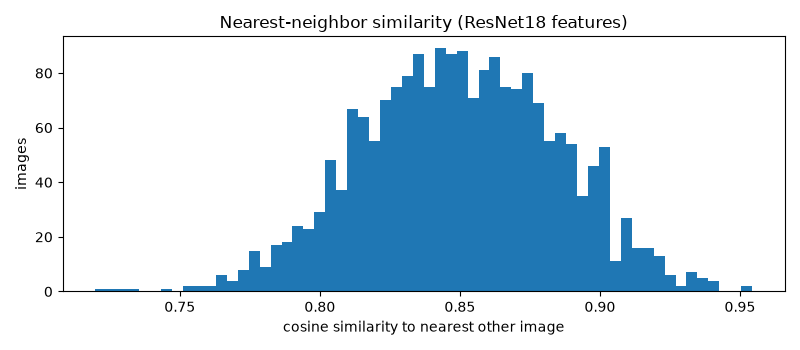 Nearest-neighbor similarity (ResNet18 features)
80
60
40
20
0
images
0.75 0.80 0.85 0.90 0.95
cosine similarity to nearest other image